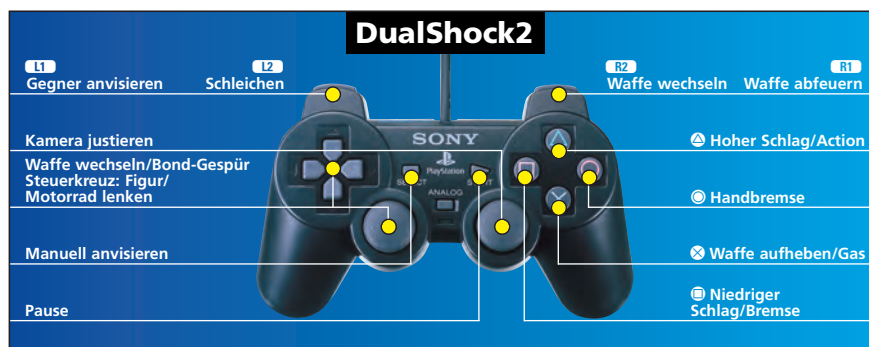 DualShock2
L1 L2 R2 R1
Gegner anvisieren Schleichen Waffe wechseln Waffe abfeuern
Kamera justieren
SONY
Hoher Schlag/Action
Waffe wechseln/Bond-Gespür
Steuerkreuz: Figur/
Motorrad lenken
PlayStation
SELECT START
ANALOG
Handbremse
Manuell anvisieren
Waffe aufheben/Gas
Pause
Niedriger
Schlag/Bremse